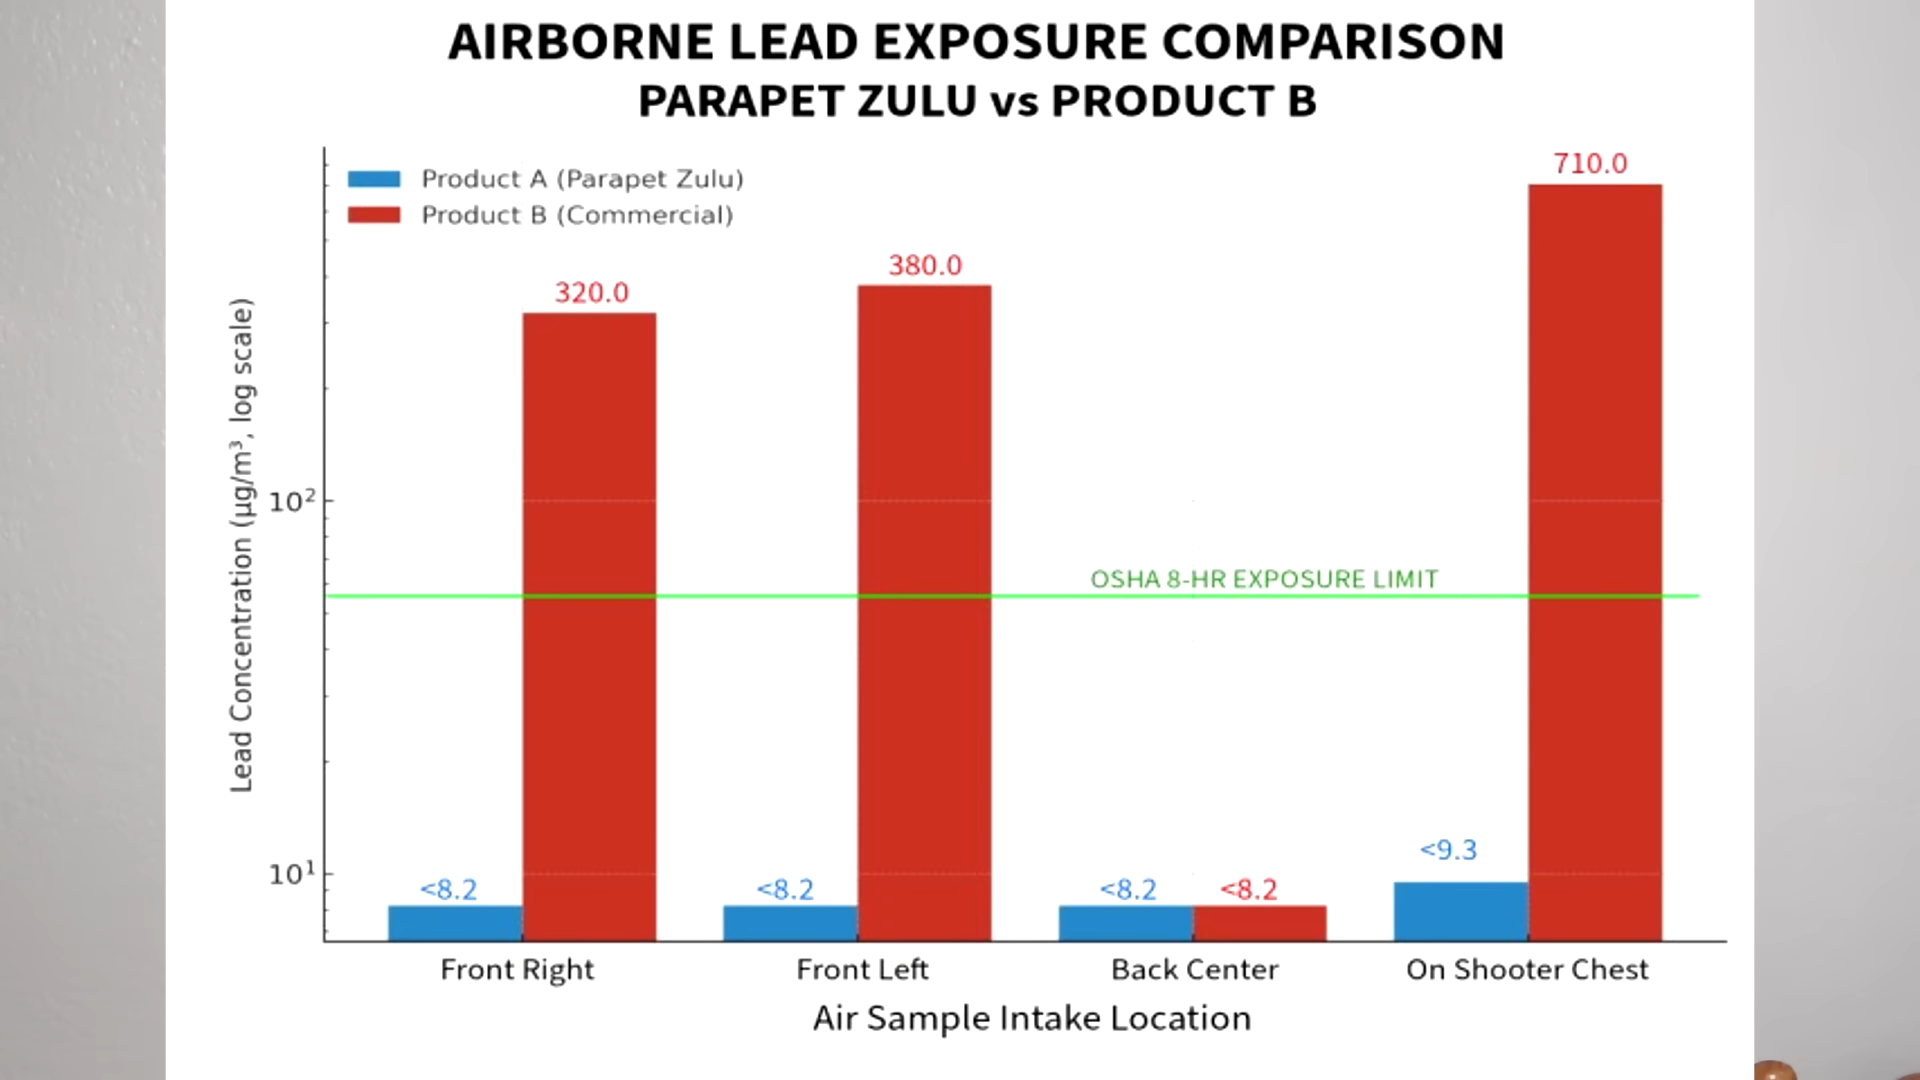 AIRBORNE LEAD EXPOSURE COMPARISON
PARAPET ZULU vs PRODUCT B
Product A (Parapet Zulu)
Product B (Commercial)
710.0
380.0
320.0
Lead Concentration (µg/m³, log scale)
10²
OSHA 8-HR EXPOSURE LIMIT
10¹
<8.2
<8.2
<8.2
<8.2
<9.3
Front Right
Front Left
Back Center
On Shooter Chest
Air Sample Intake Location